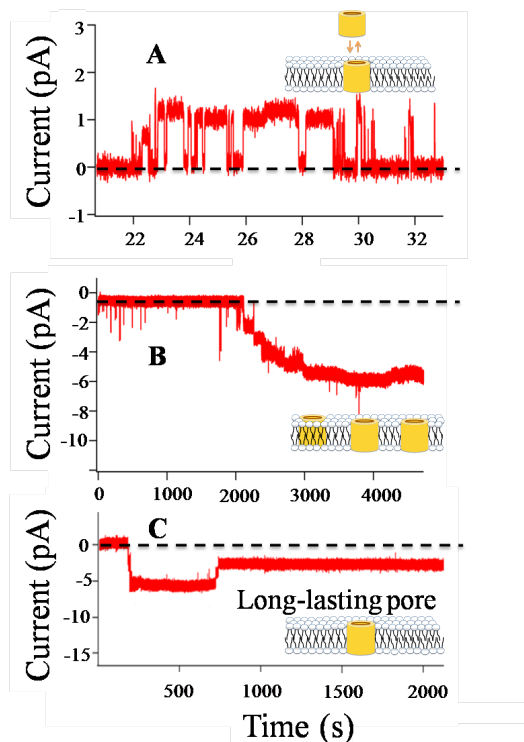 3
A
2
1
0
-1
Current (pA)
22 24 26 28 30 32
0
-2
-4
-6
-8
-10
B
Current (pA)
0 1000 2000 3000 4000
C
0
-5
-10
-15
Current (pA)
Long-lasting pore
500 1000 1500 2000
Time (s)